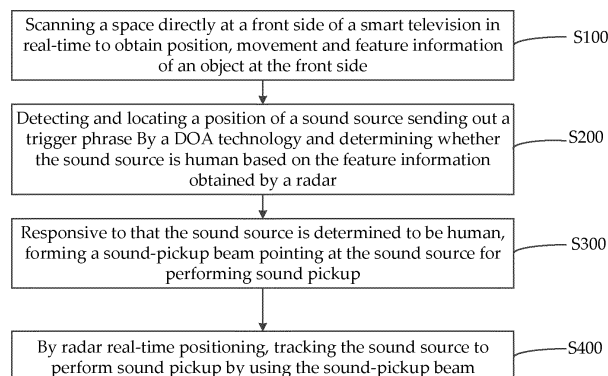 Scanning a space directly at a front side of a smart television in
real-time to obtain position, movement and feature information
of an object at the front side
S100
Detecting and locating a position of a sound source sending out a
trigger phrase By a DOA technology and determining whether
the sound source is human based on the feature information
obtained by a radar
S200
Responsive to that the sound source is determined to be human,
forming a sound-pickup beam pointing at the sound source for
performing sound pickup
S300
By radar real-time positioning, tracking the sound source to
perform sound pickup by using the sound-pickup beam
S400